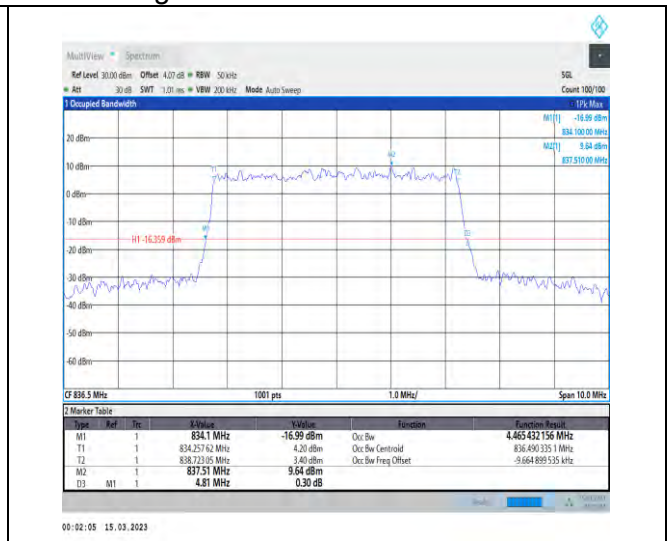 MultiView Spectrum
Ref Level 30.00 dBm Offset 4.07 dB RBW 50 kHz SGL
Att 30 dB SWT 1.01 ms VBW 200 kHz Mode Auto Sweep Count 100/100
1 Occupied Bandwidth 1Pk Max
M1[1] -16.99 dBm
834.100 00 MHz
M2[1] 9.64 dBm
837.510 00 MHz
20 dBm
M2
10 dBm
T1
T2
0 dBm
-10 dBm
M1
D3
H1 -16.359 dBm
-20 dBm
-30 dBm
-40 dBm
-50 dBm
-60 dBm
CF 836.5 MHz 1001 pts 1.0 MHz/ Span 10.0 MHz
2 Marker Table
Type Ref Trc X-Value Y-Value Function Function Result
M1 1 834.1 MHz -16.99 dBm Occ Bw 4.465 432 156 MHz
T1 1 834.257 62 MHz 4.20 dBm Occ Bw Centroid 836.490 335 1 MHz
T2 1 838.723 05 MHz 3.40 dBm Occ Bw Freq Offset -9.664 899 535 kHz
M2 1 837.51 MHz 9.64 dBm
D3 M1 1 4.81 MHz 0.30 dB
00:02:05 15.03.2023